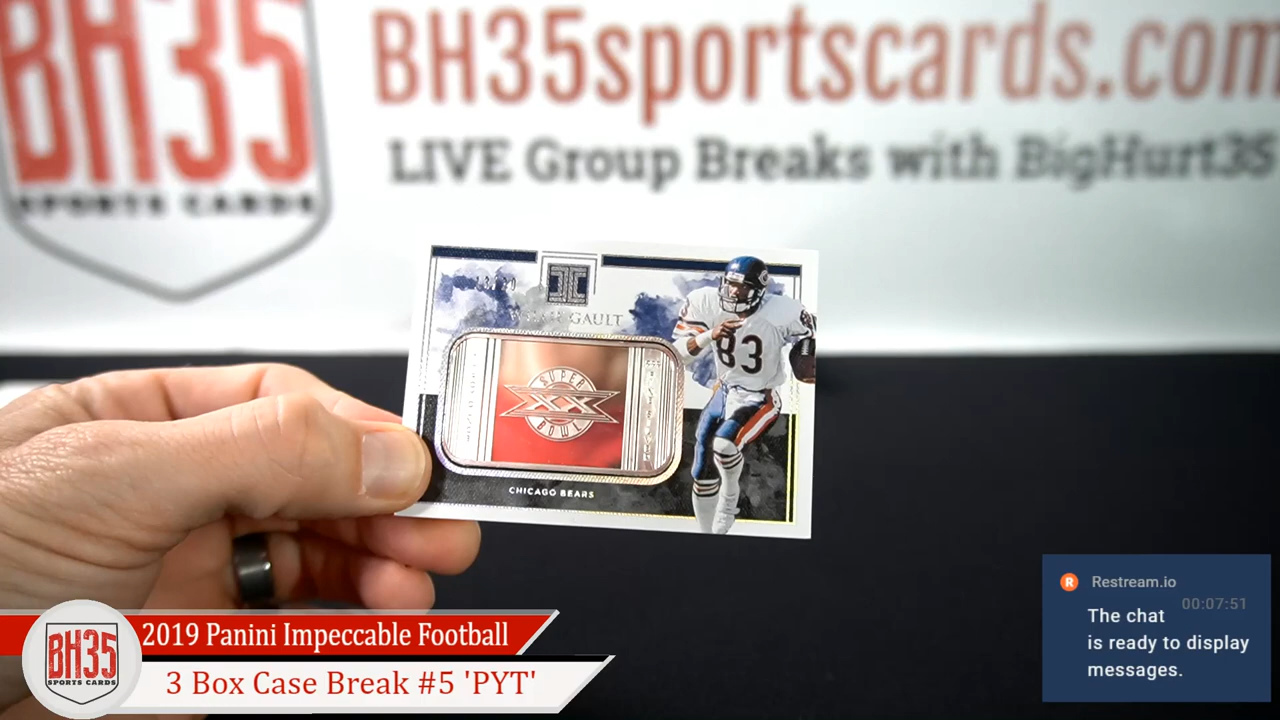 BH35
SPORTS CARDS
BH35sportscards.com
LIVE Group Breaks with BigHurt35
GAULT
83
SUPER
XX
BOWL
CHICAGO BEARS
Restream.io
00:07:51
The chat
is ready to display
messages.
BH35
SPORTS CARDS
2019 Panini Impeccable Football
3 Box Case Break #5 'PYT'